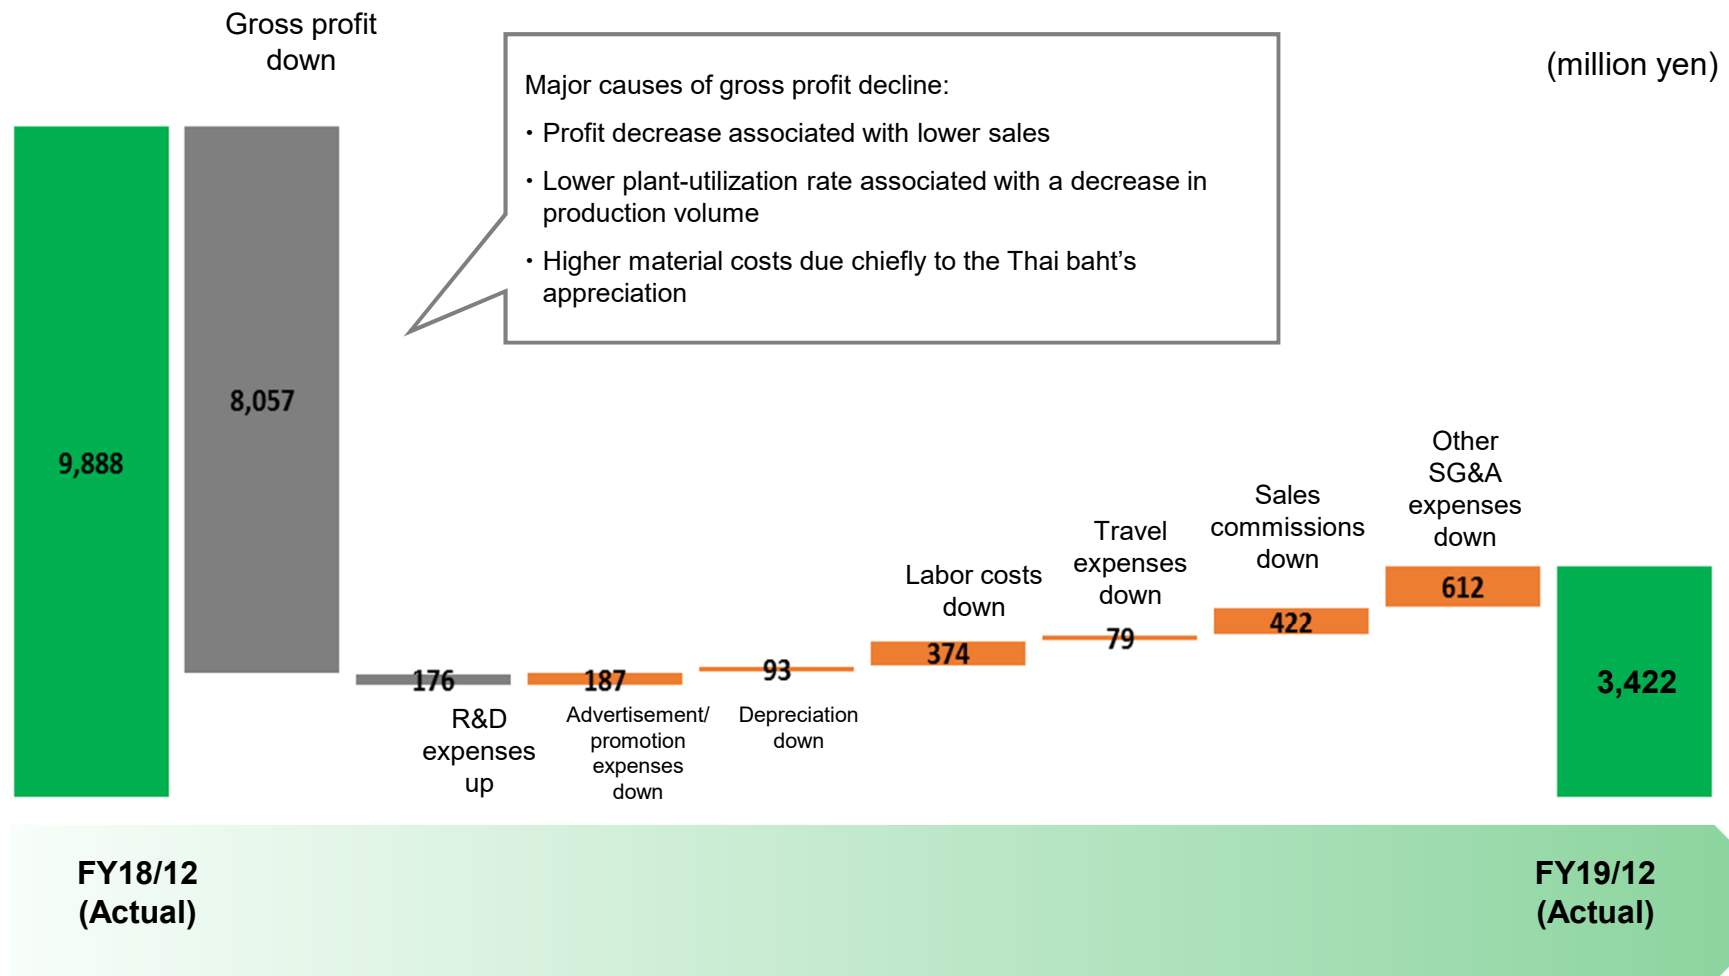 Gross profit
down
(million yen)
Major causes of gross profit decline:
・Profit decrease associated with lower sales
・Lower plant-utilization rate associated with a decrease in
production volume
・Higher material costs due chiefly to the Thai baht’s
appreciation
9,888
8,057
176
R&D
expenses
up
187
Advertisement/
promotion
expenses
down
93
Depreciation
down
Labor costs
down
374
Travel
expenses
down
79
Sales
commissions
down
422
Other
SG&A
expenses
down
612
3,422
FY18/12
(Actual)
FY19/12
(Actual)